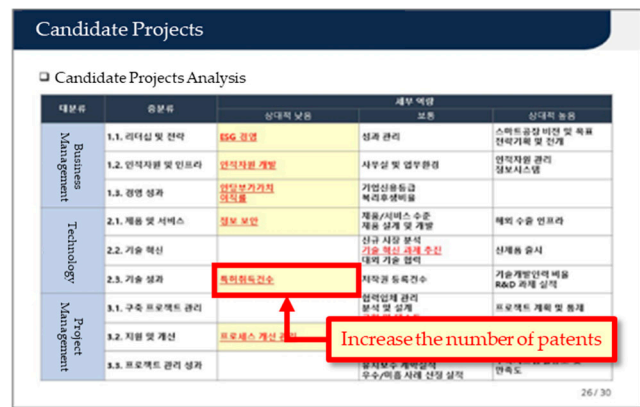 Candidate Projects
Candidate Projects Analysis
대분류
중분류
세부 역량
상대적 낮음
보통
상대적 높음
Business Management
1.1. 리더십 및 전략
ESG 경영
성과 관리
스마트공장 비전 및 목표
전략기획 및 전개
1.2. 인적자원 및 인프라
인적자원 개발
사무실 및 업무환경
인적자원 관리
정보시스템
1.3. 경영 성과
인당부가가치
이직률
기업신용등급
복리후생비율
Technology
2.1. 제품 및 서비스
정보 보안
제품/서비스 수준
제품 설계 및 개발
해외 수출 인프라
2.2. 기술 혁신
신규 시장 분석
기술 혁신 과제 추진
대외 기술 협력
신제품 출시
2.3. 기술 성과
특허취득건수
저작권 등록건수
기술개발인력 비율
R&D 과제 실적
Project Management
3.1. 구축 프로젝트 관리
협력업체 관리
분석 및 설계
프로젝트 계획 및 통제
3.2. 지원 및 개선
프로세스 개선
Increase the number of patents
3.3. 프로젝트 관리 성과
우수/미흡 사례 선정 실적
만족도
26/30